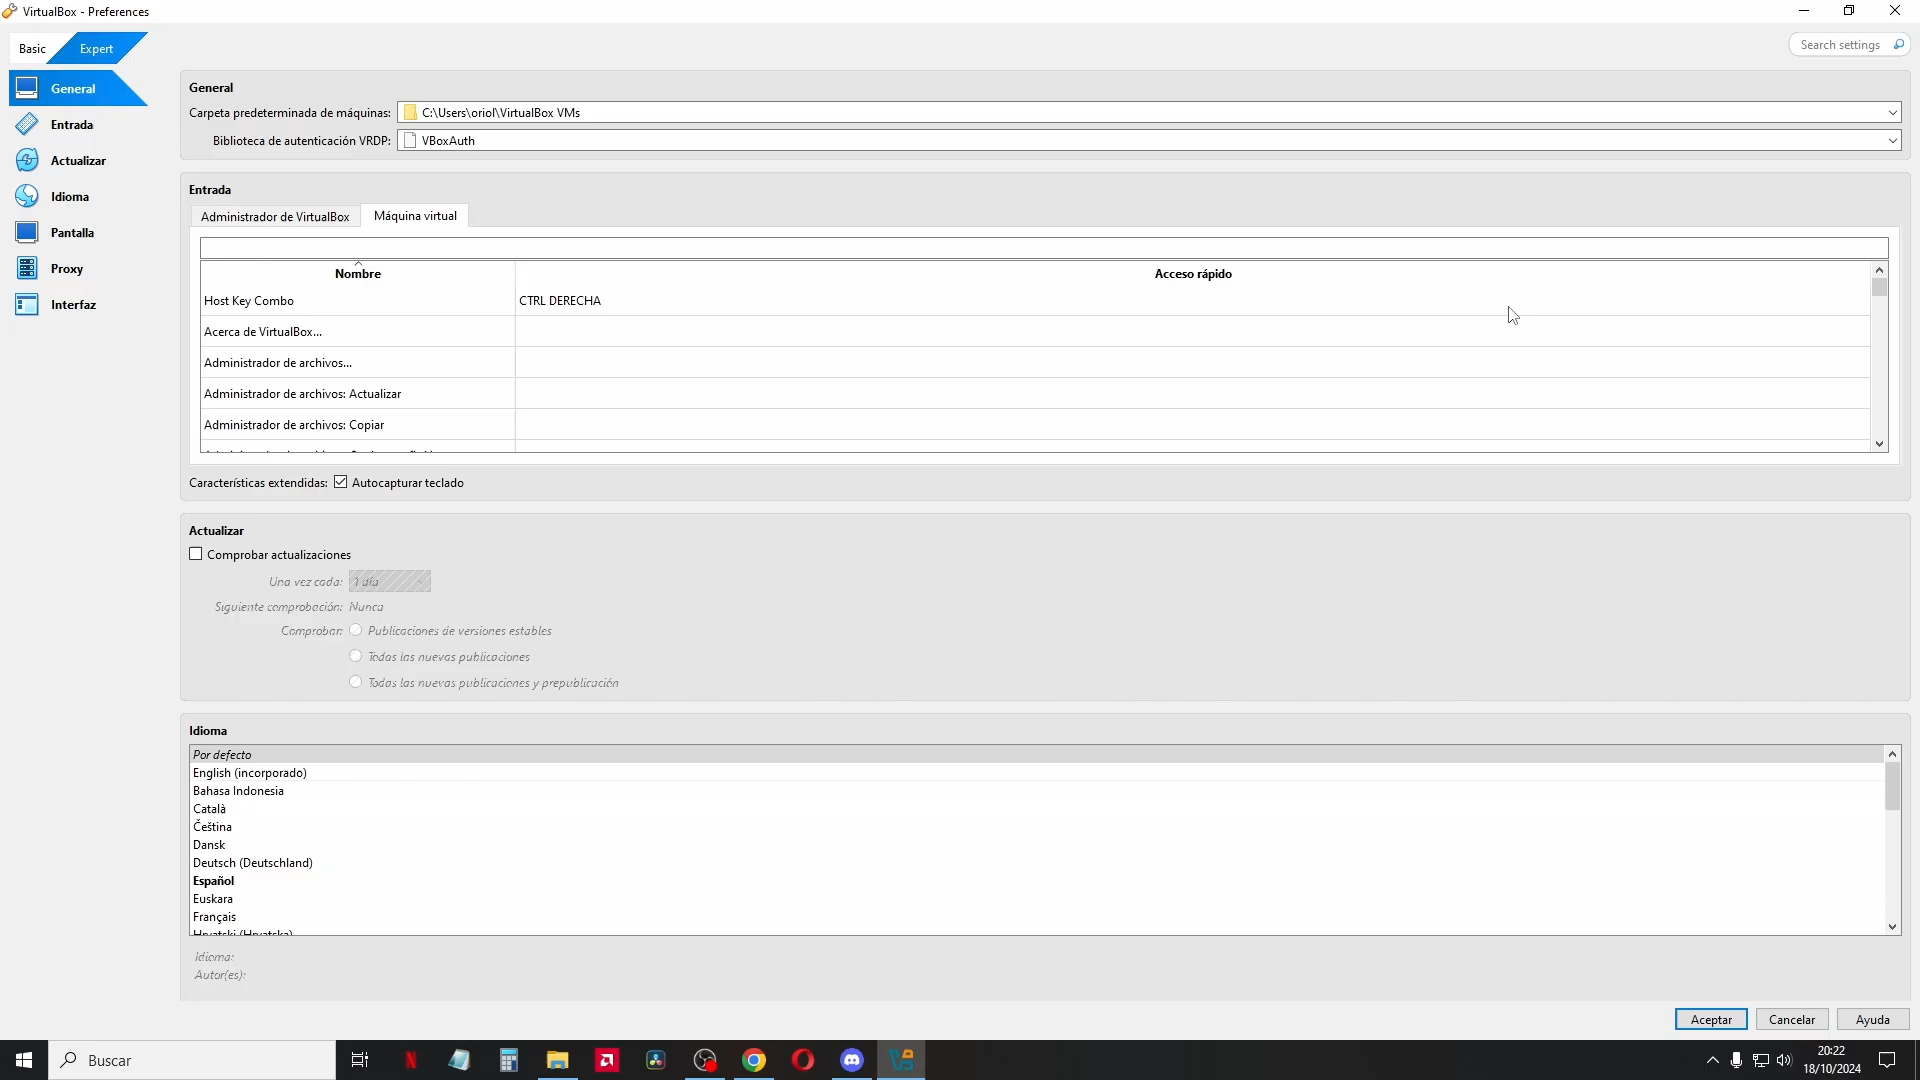 VirtualBox - Preferences
Basic
Expert
Search settings
General
Entrada
Actualizar
Idioma
Pantalla
Proxy
Interfaz
General
Carpeta predeterminada de máquinas: C:\Users\oriol\VirtualBox VMs
Biblioteca de autenticación VRDP: VBoxAuth
Entrada
Administrador de VirtualBox
Máquina virtual
Nombre
Acceso rápido
Host Key Combo
CTRL DERECHA
Acerca de VirtualBox...
Administrador de archivos...
Administrador de archivos: Actualizar
Administrador de archivos: Copiar
Características extendidas: Autocapturar teclado
Actualizar
Comprobar actualizaciones
Una vez cada: 1 día
Siguiente comprobación: Nunca
Comprobar: Publicaciones de versiones estables
Todas las nuevas publicaciones
Todas las nuevas publicaciones y prepublicación
Idioma
Por defecto
English (incorporado)
Bahasa Indonesia
Català
Čeština
Dansk
Deutsch (Deutschland)
Español
Euskara
Français
Hrvatski (Hrvatska)
Idioma:
Autor(es):
Aceptar
Cancelar
Ayuda
Buscar
20:22
18/10/2024